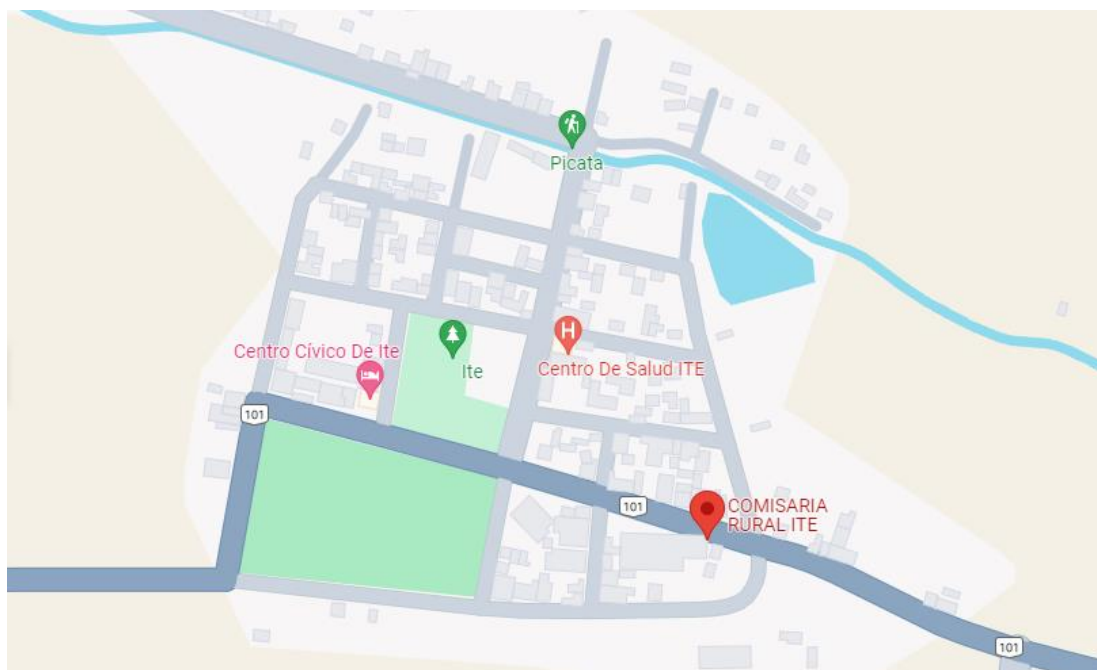 Picata
Centro Cívico De Ite
Ite
H
Centro De Salud ITE
101
101
COMISARIA
RURAL ITE
101